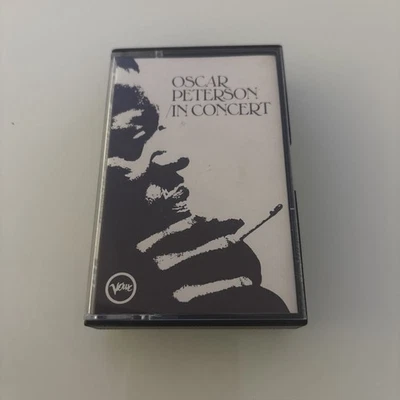 OSCAR
PETERSON
/IN CONCERT
Verve